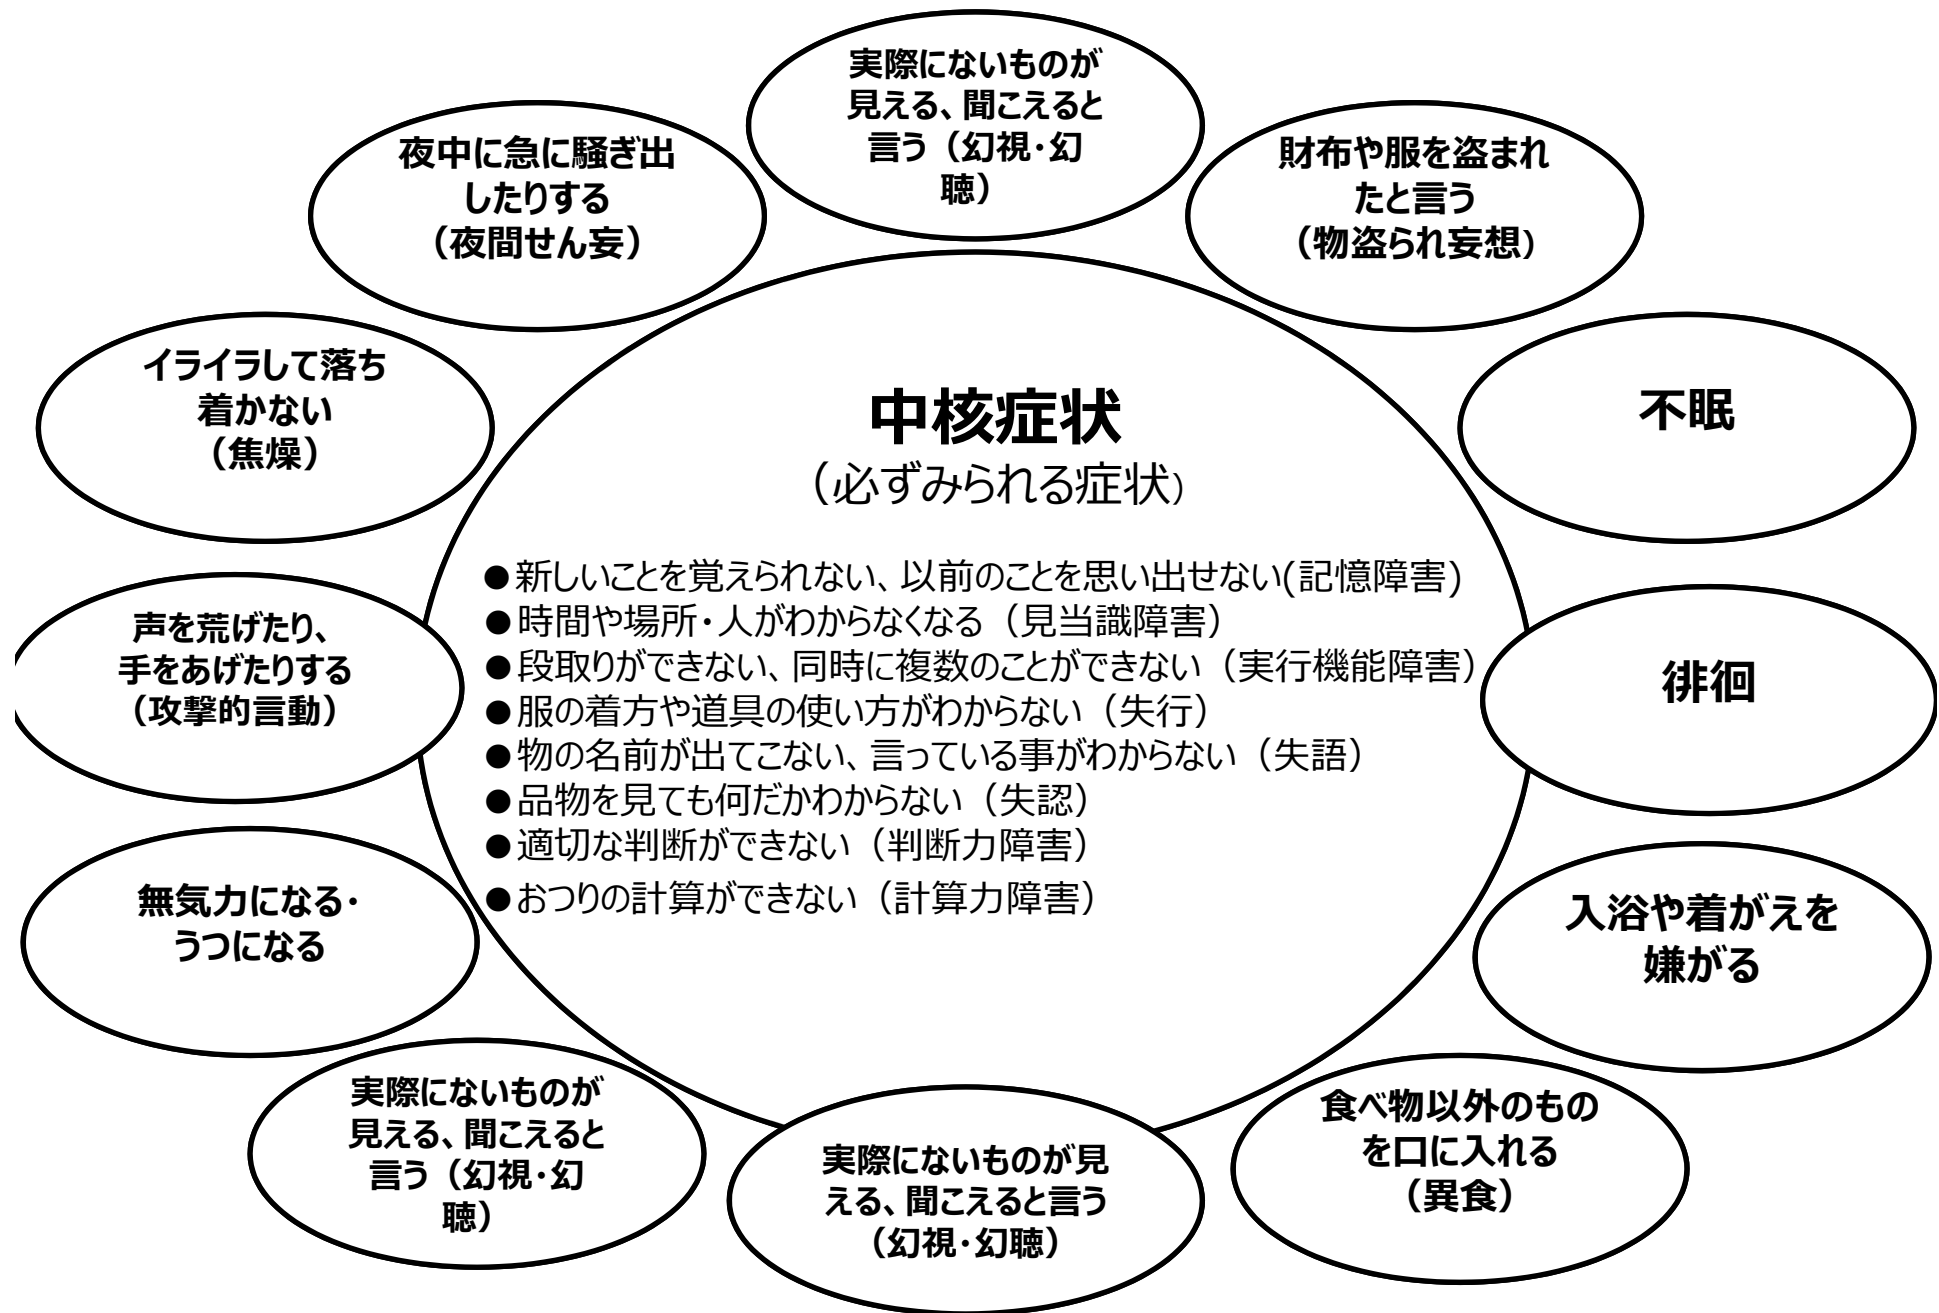 実際にないものが
見える、聞こえると
言う（幻視・幻
聴）
夜中に急に騒ぎ出
したりする
（夜間せん妄）
財布や服を盗まれ
たと言う
（物盗られ妄想）
イライラして落ち
着かない
（焦燥）
不眠
中核症状
（必ずみられる症状）
●新しいことを覚えられない、以前のことを思い出せない(記憶障害)
●時間や場所・人がわからなくなる（見当識障害）
●段取りができない、同時に複数のことができない（実行機能障害）
●服の着方や道具の使い方がわからない（失行）
●物の名前が出てこない、言っている事がわからない（失語）
●品物を見ても何だかわからない（失認）
●適切な判断ができない（判断力障害）
●おつりの計算ができない（計算力障害）
声を荒げたり、
手をあげたりする
（攻撃的言動）
徘徊
無気力になる・
うつになる
入浴や着がえを
嫌がる
実際にないものが
見える、聞こえると
言う（幻視・幻
聴）
実際にないものが見
える、聞こえると言う
（幻視・幻聴）
食べ物以外のもの
を口に入れる
（異食）